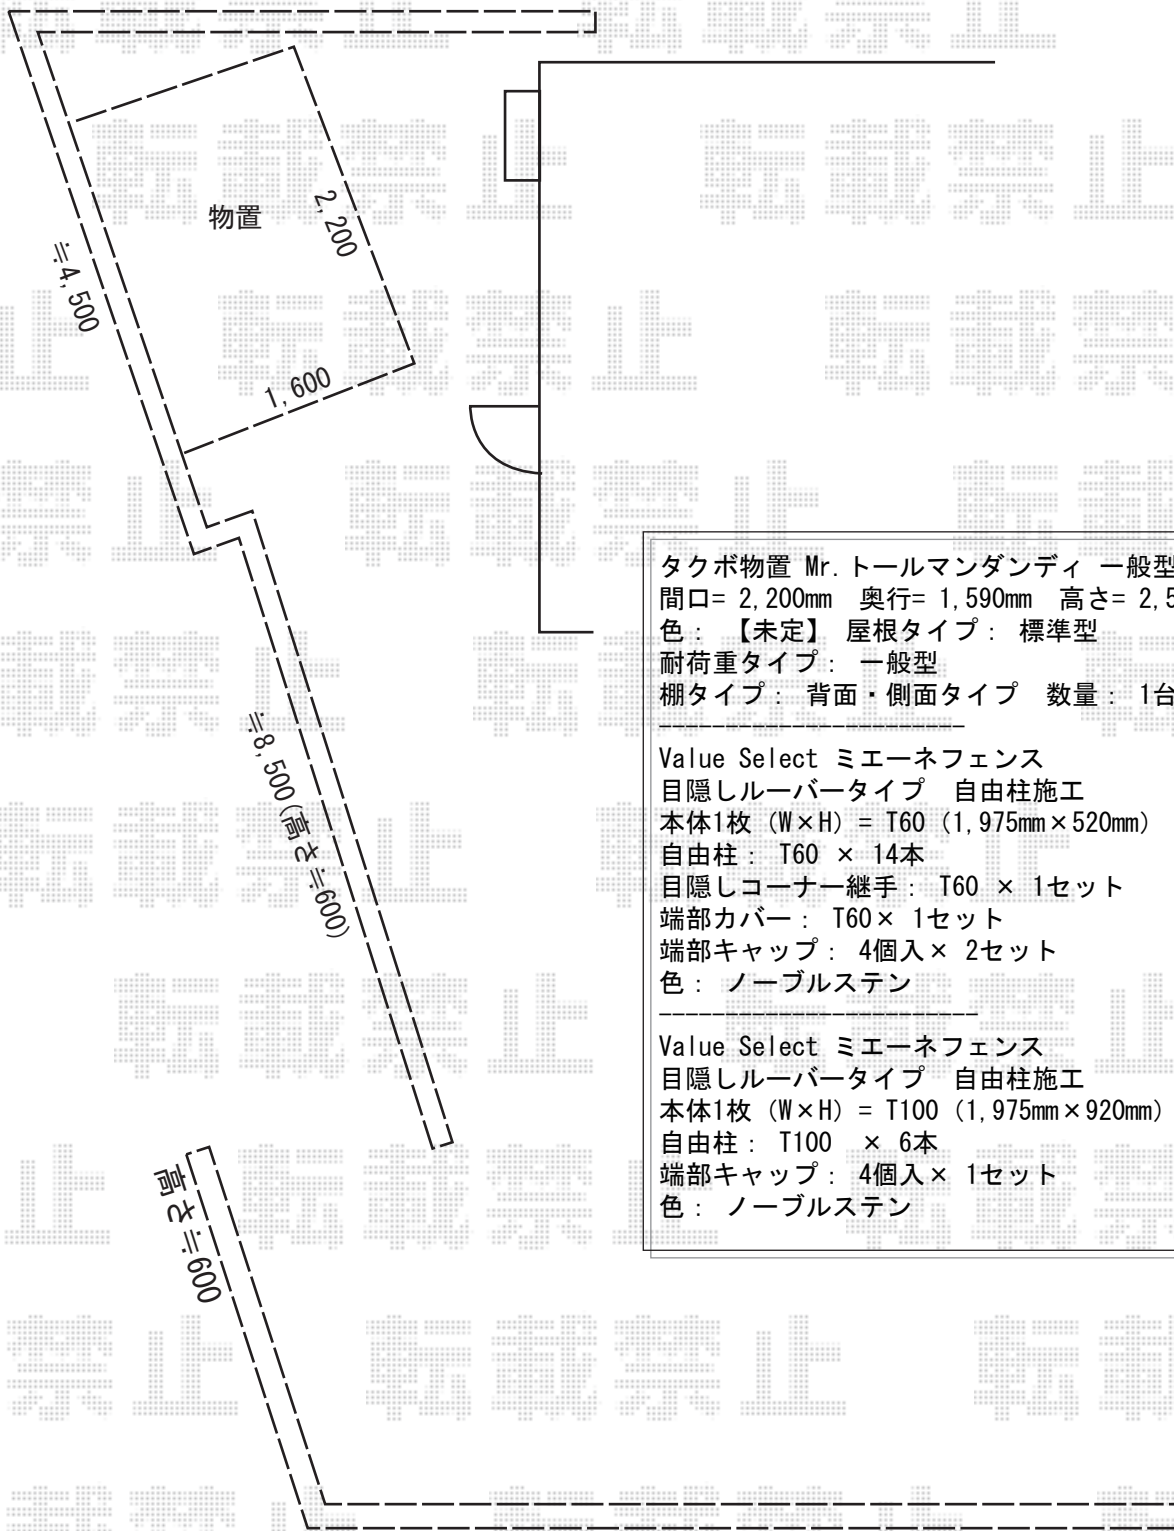 物置
2,200
≒4,500
1,600
≒8,500(高さ≒600)
高さ≒600
タクボ物置 Mr.トールマンダンディ 一般型
間口= 2,200mm 奥行= 1,590mm 高さ= 2,5
色： 【未定】 屋根タイプ： 標準型
耐荷重タイプ： 一般型
棚タイプ： 背面・側面タイプ 数量： 1台
-----------------------
Value Select ミエーネフェンス
目隠しルーバータイプ 自由柱施工
本体1枚 (W×H) = T60 (1,975mm×520mm)
自由柱： T60 × 14本
目隠しコーナー継手： T60 × 1セット
端部カバー： T60× 1セット
端部キャップ： 4個入× 2セット
色： ノーブルステン
------------------------
Value Select ミエーネフェンス
目隠しルーバータイプ 自由柱施工
本体1枚 (W×H) = T100 (1,975mm×920mm)
自由柱： T100 × 6本
端部キャップ： 4個入× 1セット
色： ノーブルステン
転載禁止